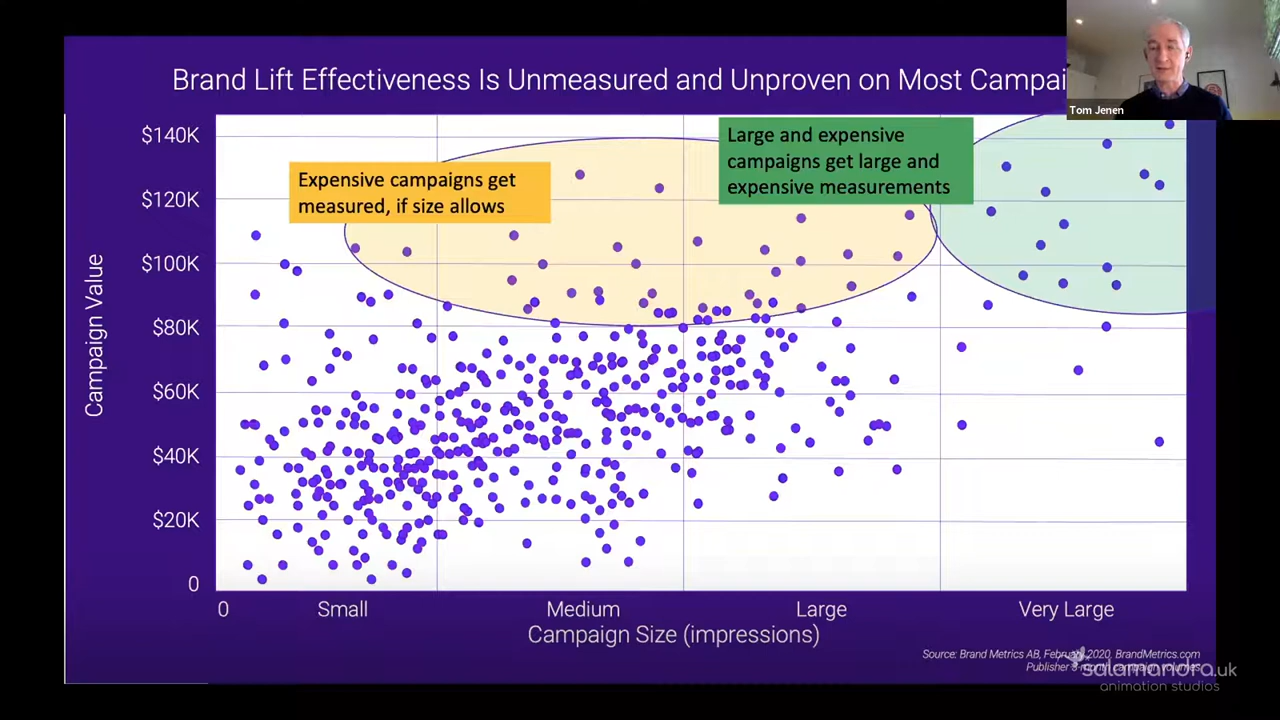 Brand Lift Effectiveness Is Unmeasured and Unproven on Most Campai
Tom Jenen
$140K
$120K
$100K
$80K
$60K
$40K
$20K
0
Campaign Value
Expensive campaigns get
measured, if size allows
Large and expensive
campaigns get large and
expensive measurements
0 Small Medium Large Very Large
Campaign Size (impressions)
Source: Brand Metrics AB, February 2020, BrandMetrics.com
Publisher campaign volumes
salamandra.uk
animation studios